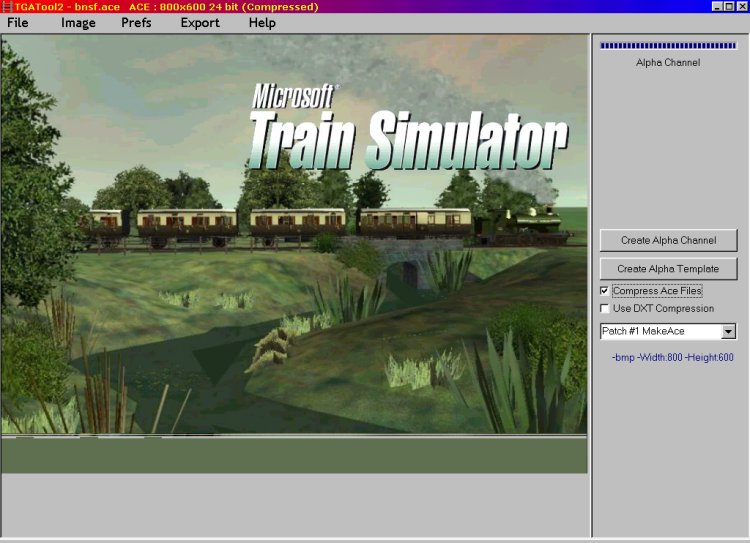 TGATool2 - bnsf.ace   ACE : 800x600 24 bit (Compressed)
File Image Prefs Export Help
Alpha Channel
Microsoft®
Train Simulator
Create Alpha Channel
Create Alpha Template
Compress Ace Files
Use DXT Compression
Patch #1 MakeAce
-bmp -Width:800 -Height:600